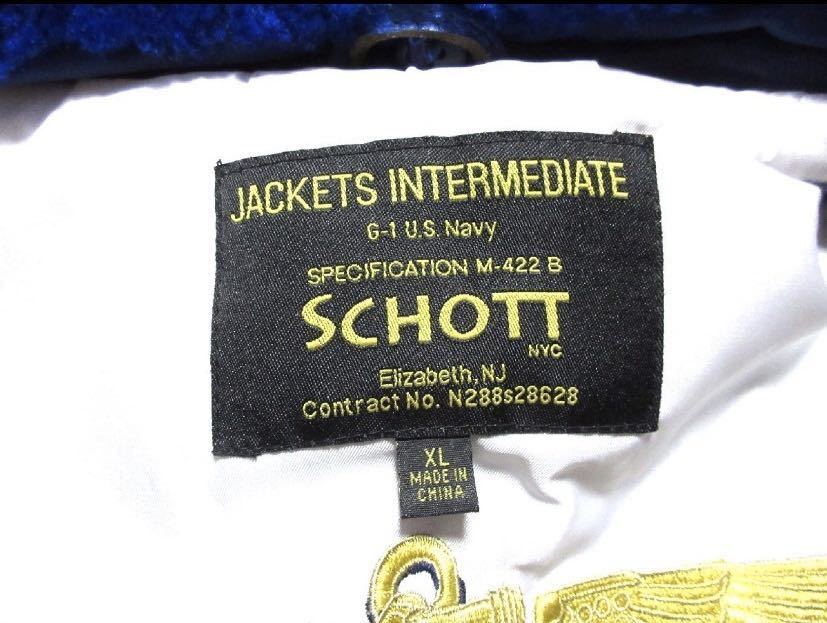 JACKETS INTERMEDIATE
G-1 U.S. Navy
SPECIFICATION M-422 B
SCHOTT
NYC
Elizabeth, NJ
Contract No. N288s28628
XL
MADE IN
CHINA